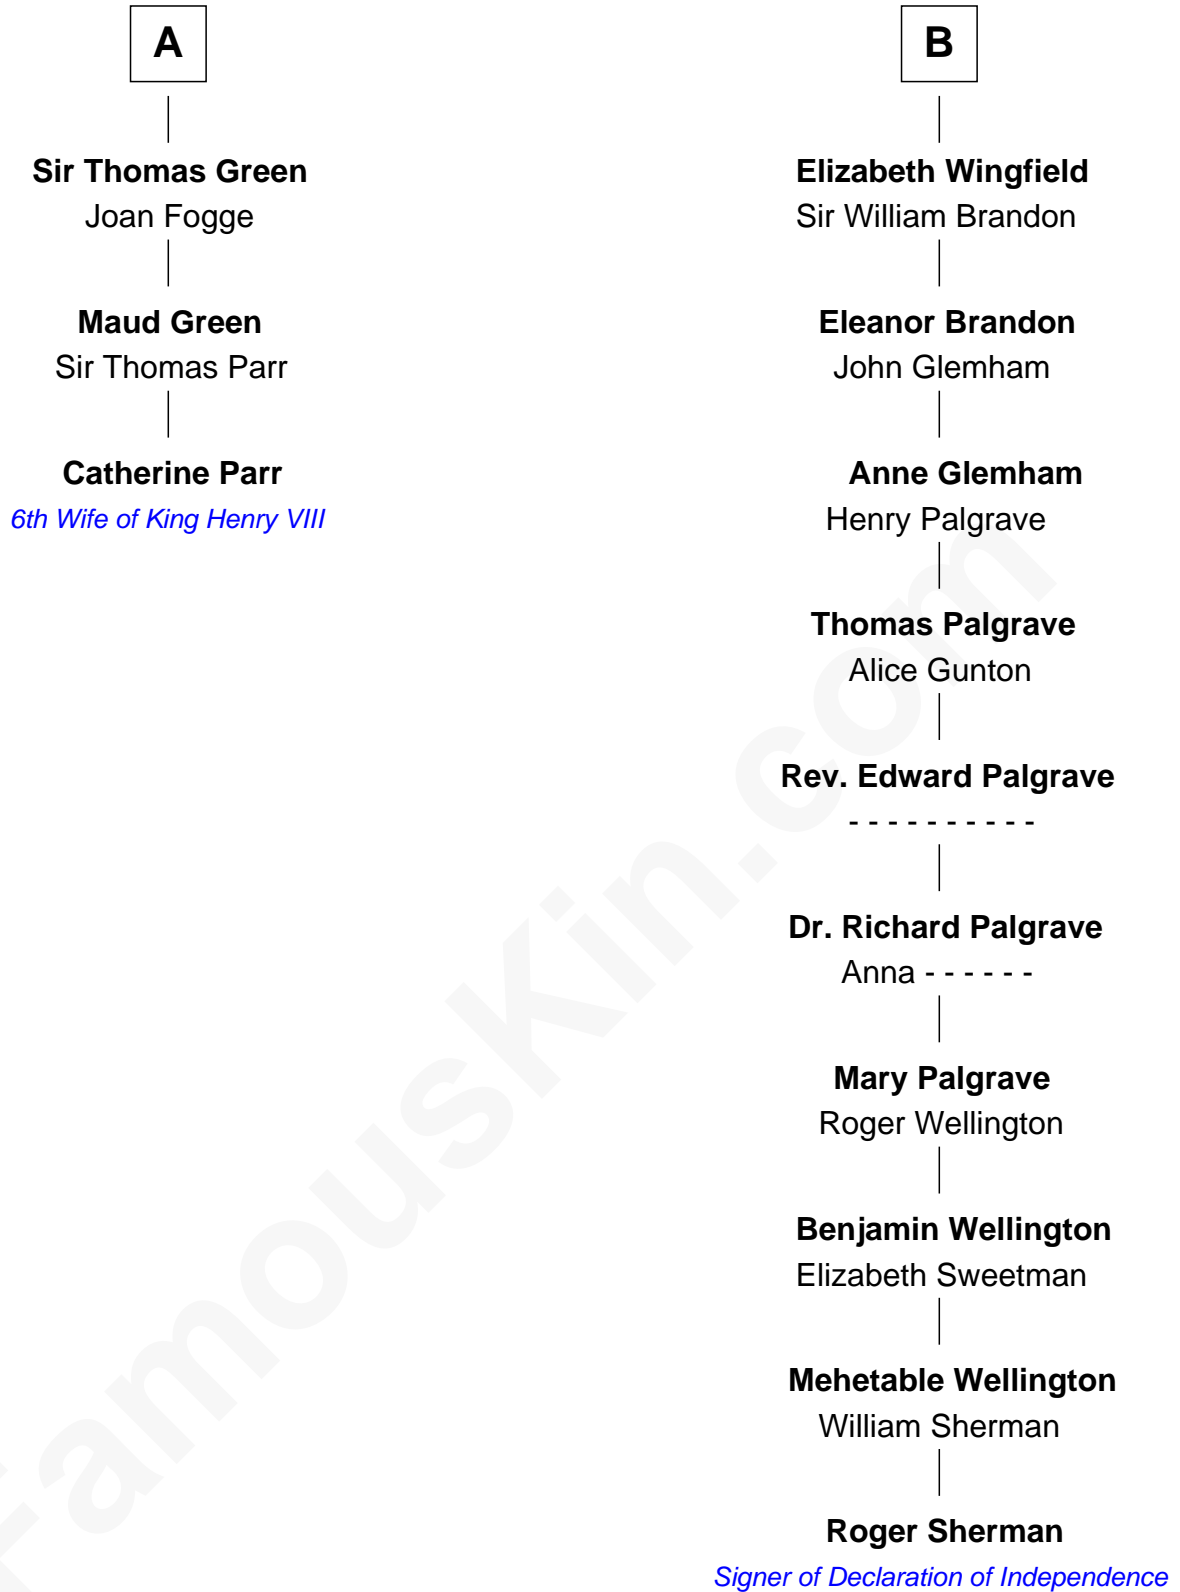 A
Sir Thomas Green
Joan Fogge
Maud Green
Sir Thomas Parr
Catherine Parr
6th Wife of King Henry VIII
B
Elizabeth Wingfield
Sir William Brandon
Eleanor Brandon
John Glemham
Anne Glemham
Henry Palgrave
Thomas Palgrave
Alice Gunton
Rev. Edward Palgrave
- - - - - - - - - -
Dr. Richard Palgrave
Anna - - - - - -
Mary Palgrave
Roger Wellington
Benjamin Wellington
Elizabeth Sweetman
Mehetable Wellington
William Sherman
Roger Sherman
Signer of Declaration of Independence
FamousKin.com